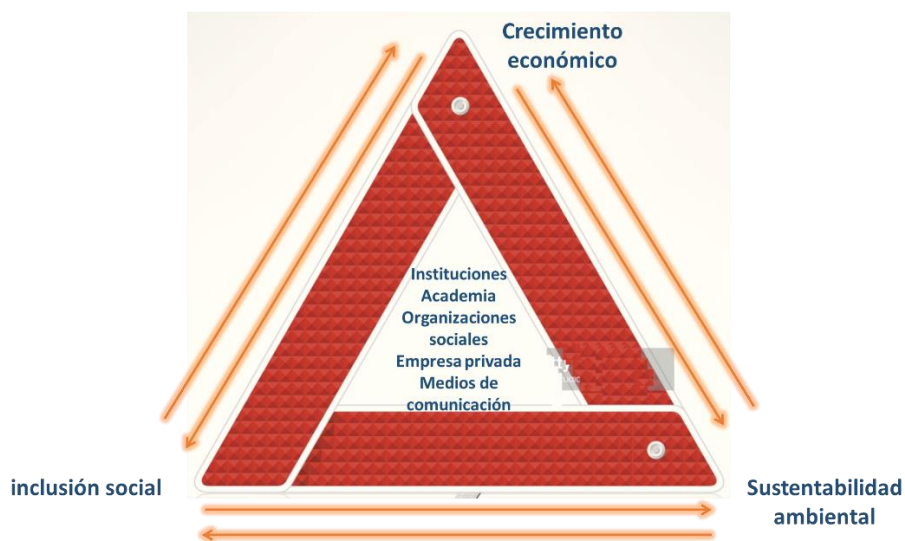 Crecimiento
económico
Instituciones
Academia
Organizaciones
sociales
Empresa privada
Medios de
comunicación
inclusión social
Sustentabilidad
ambiental